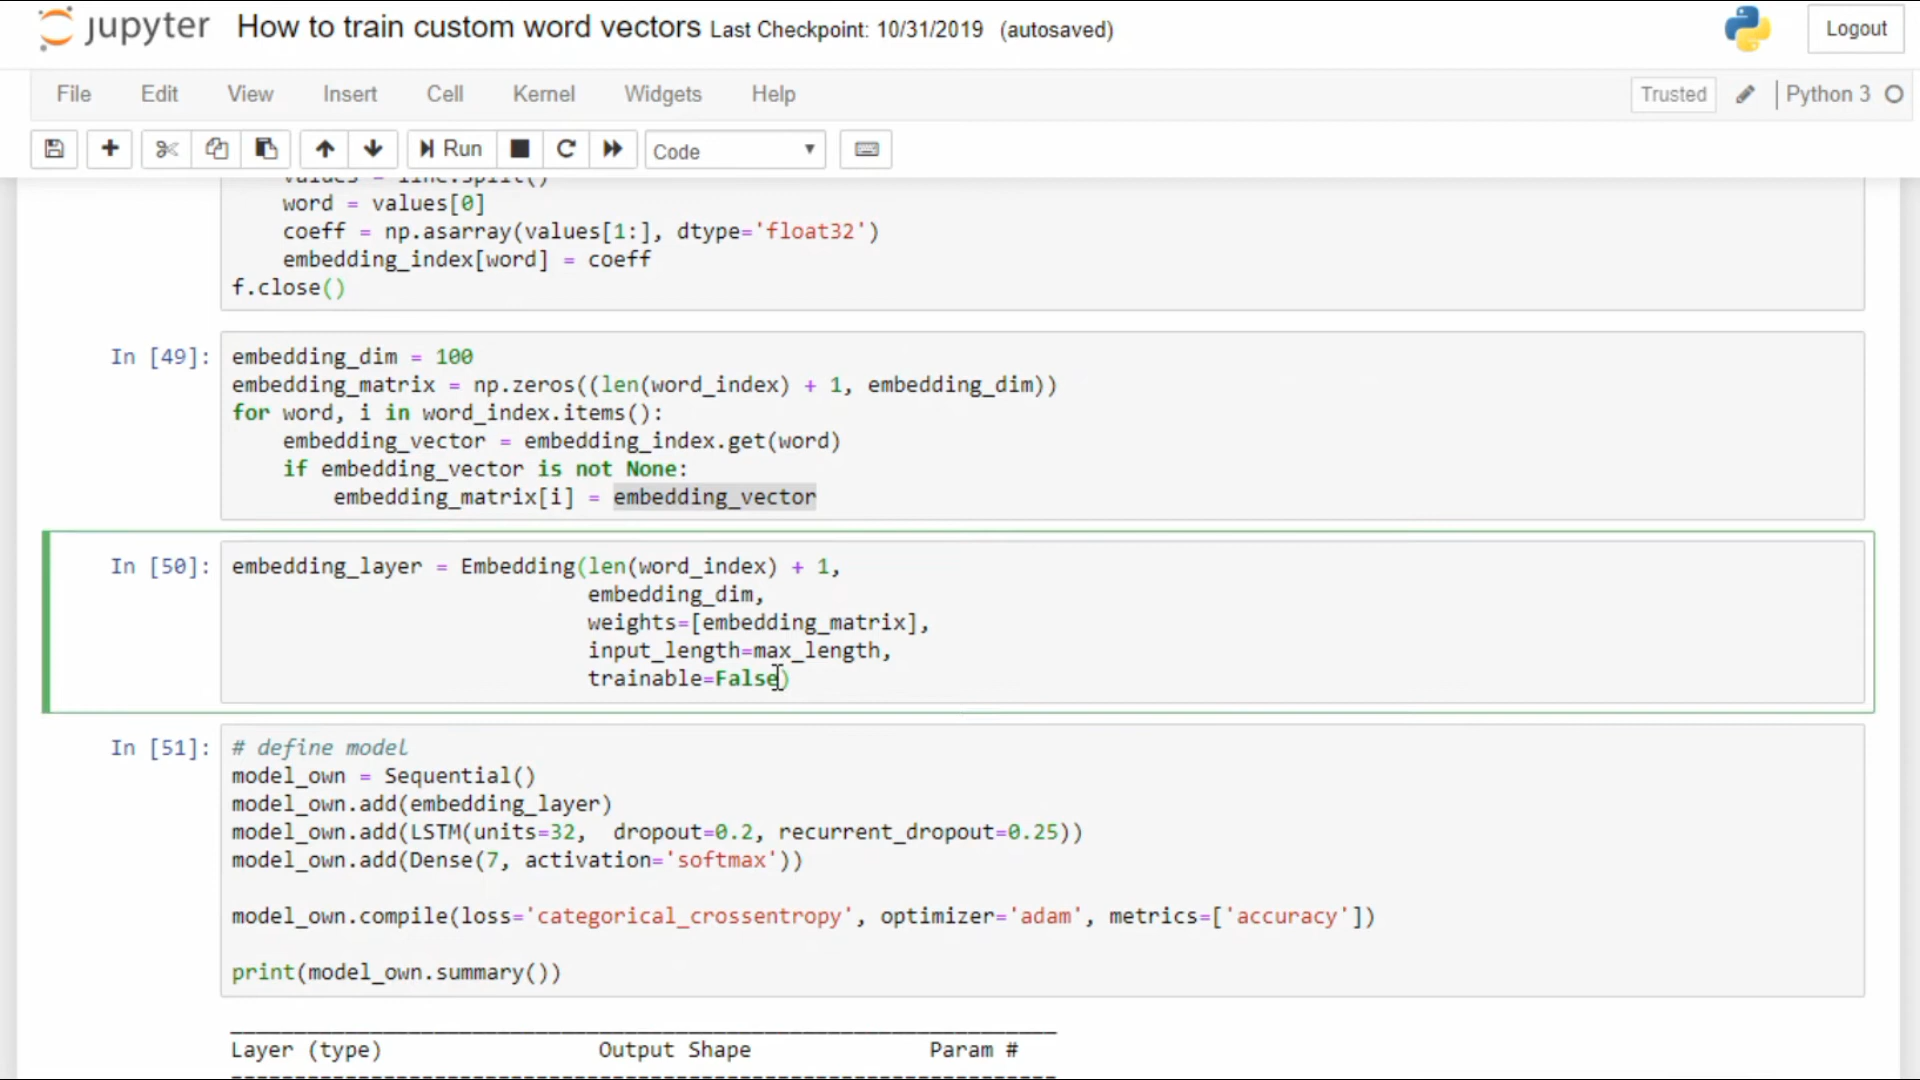 jupyter How to train custom word vectors Last Checkpoint: 10/31/2019 (autosaved) Logout
File Edit View Insert Cell Kernel Widgets Help Trusted Python 3
Run Code
values = line.split()
word = values[0]
coeff = np.asarray(values[1:], dtype='float32')
embedding_index[word] = coeff
f.close()
In [49]: embedding_dim = 100
embedding_matrix = np.zeros((len(word_index) + 1, embedding_dim))
for word, i in word_index.items():
embedding_vector = embedding_index.get(word)
if embedding_vector is not None:
embedding_matrix[i] = embedding_vector
In [50]: embedding_layer = Embedding(len(word_index) + 1,
embedding_dim,
weights=[embedding_matrix],
input_length=max_length,
trainable=False)
In [51]: # define model
model_own = Sequential()
model_own.add(embedding_layer)
model_own.add(LSTM(units=32,  dropout=0.2, recurrent_dropout=0.25))
model_own.add(Dense(7, activation='softmax'))
model_own.compile(loss='categorical_crossentropy', optimizer='adam', metrics=['accuracy'])
print(model_own.summary())
Layer (type) Output Shape Param #